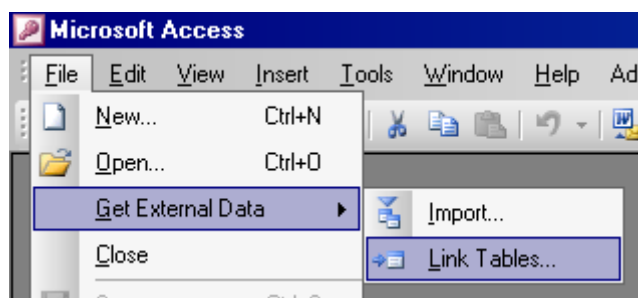 Microsoft Access
File Edit View Insert Tools Window Help Ad
New... Ctrl+N
Open... Ctrl+O
Get External Data Import...
Close Link Tables...